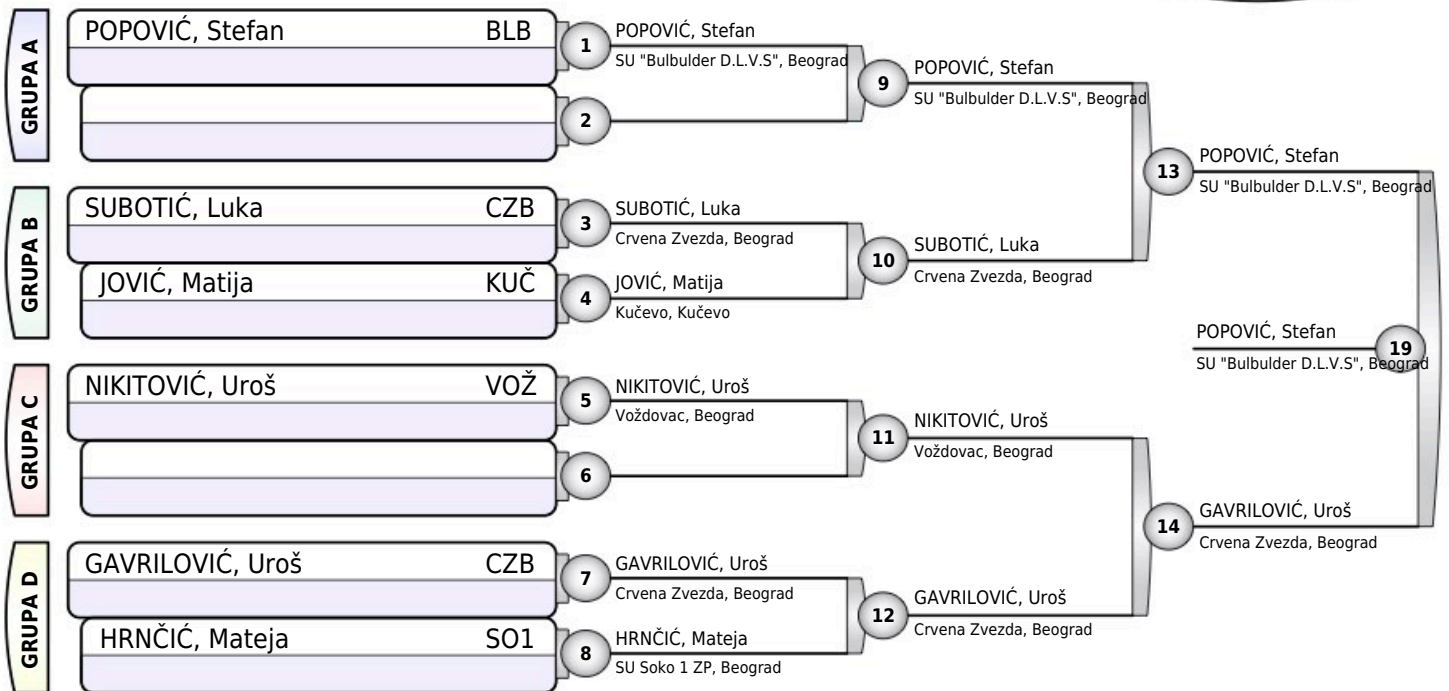 GRUPA A
POPOVIĆ, Stefan BLB
1
2
POPOVIĆ, Stefan
SU "Bulbulder D.L.V.S", Beograd
9
POPOVIĆ, Stefan
SU "Bulbulder D.L.V.S", Beograd
GRUPA B
SUBOTIĆ, Luka CZB
JOVIĆ, Matija KUČ
3
4
SUBOTIĆ, Luka
Crvena Zvezda, Beograd
JOVIĆ, Matija
Kučevo, Kučevo
10
SUBOTIĆ, Luka
Crvena Zvezda, Beograd
13
POPOVIĆ, Stefan
SU "Bulbulder D.L.V.S", Beograd
GRUPA C
NIKITOVIĆ, Uroš VOŽ
5
6
NIKITOVIĆ, Uroš
Voždovac, Beograd
11
NIKITOVIĆ, Uroš
Voždovac, Beograd
GRUPA D
GAVRILOVIĆ, Uroš CZB
HRNČIĆ, Mateja SO1
7
8
GAVRILOVIĆ, Uroš
Crvena Zvezda, Beograd
HRNČIĆ, Mateja
SU Soko 1 ZP, Beograd
12
GAVRILOVIĆ, Uroš
Crvena Zvezda, Beograd
14
GAVRILOVIĆ, Uroš
Crvena Zvezda, Beograd
POPOVIĆ, Stefan
SU "Bulbulder D.L.V.S", Beograd
19